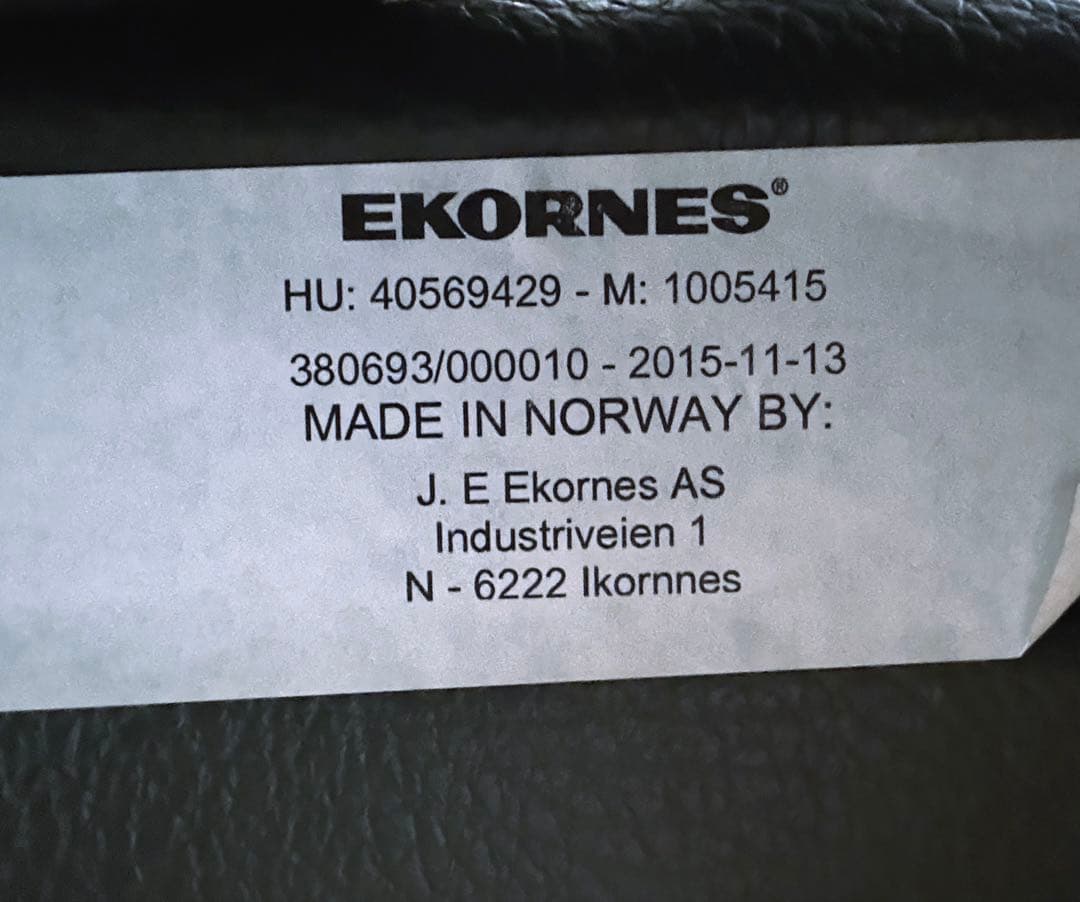 EKORNES®
HU: 40569429 - M: 1005415
380693/000010 - 2015-11-13
MADE IN NORWAY BY:
J. E Ekornes AS
Industriveien 1
N - 6222 Ikornnes